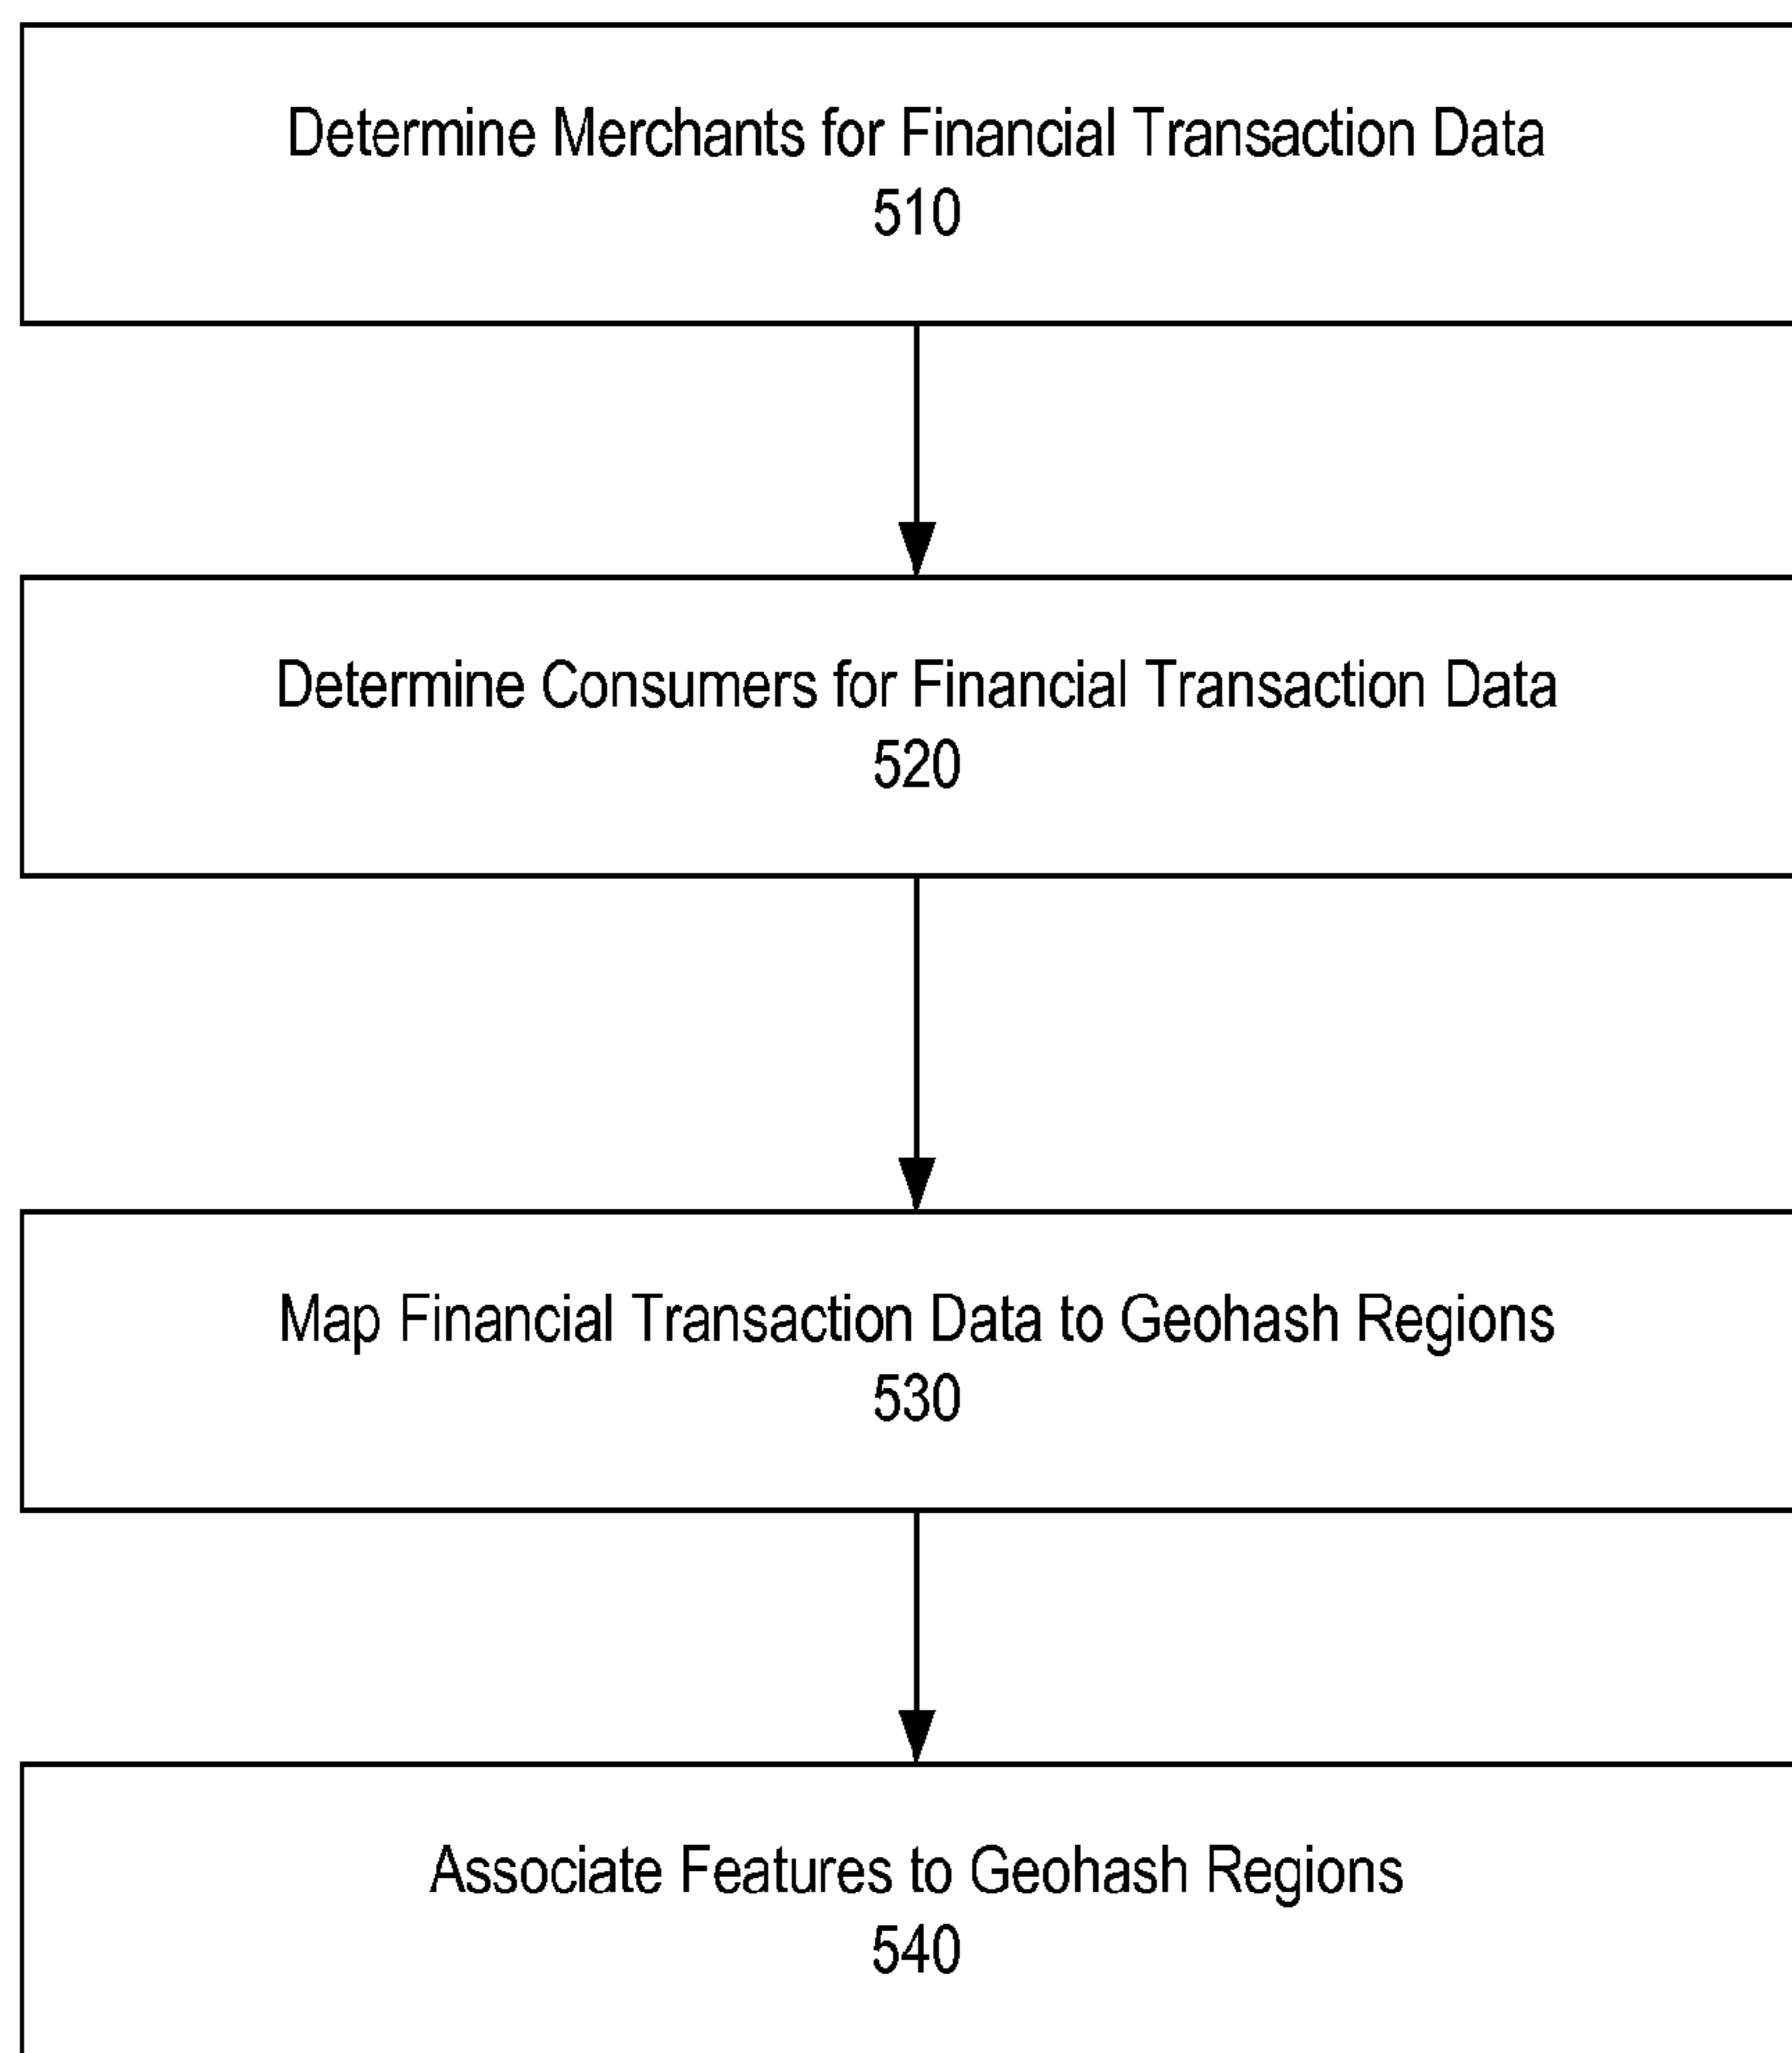 Determine Merchants for Financial Transaction Data
510
Determine Consumers for Financial Transaction Data
520
Map Financial Transaction Data to Geohash Regions
530
Associate Features to Geohash Regions
540